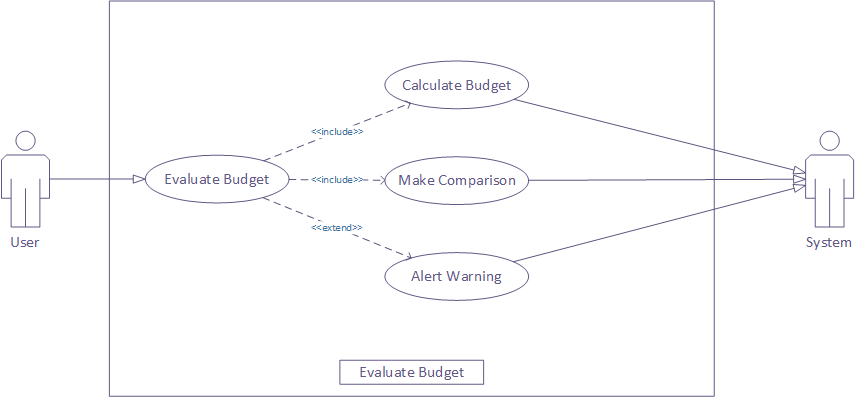 Calculate Budget
<<include>>
Evaluate Budget
<<include>>
Make Comparison
<<extend>>
User
System
Alert Warning
Evaluate Budget